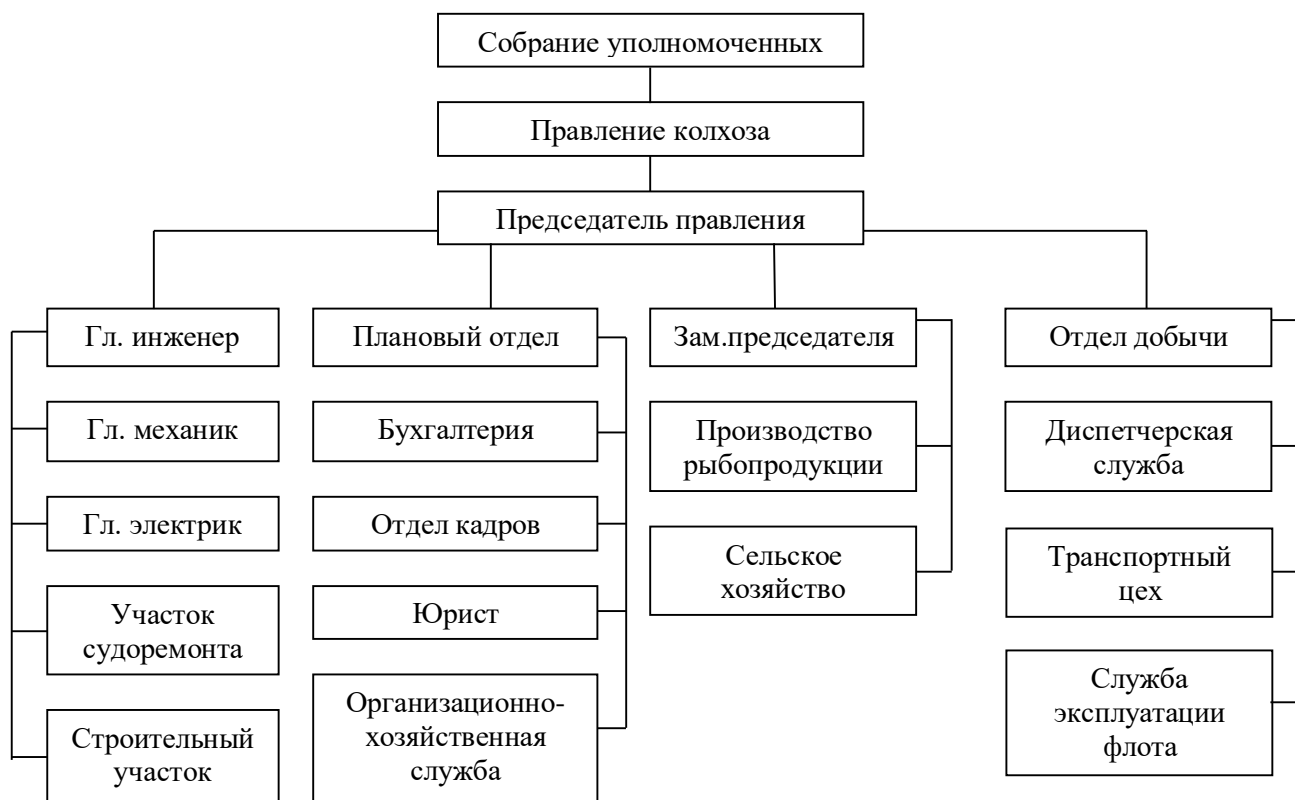 Собрание уполномоченных
Правление колхоза
Председатель правления
Гл. инженер
Гл. механик
Гл. электрик
Участок
судоремонта
Строительный
участок
Плановый отдел
Бухгалтерия
Отдел кадров
Юрист
Организационно-
хозяйственная
служба
Зам.председателя
Производство
рыбопродукции
Сельское
хозяйство
Отдел добычи
Диспетчерская
служба
Транспортный
цех
Служба
эксплуатации
флота